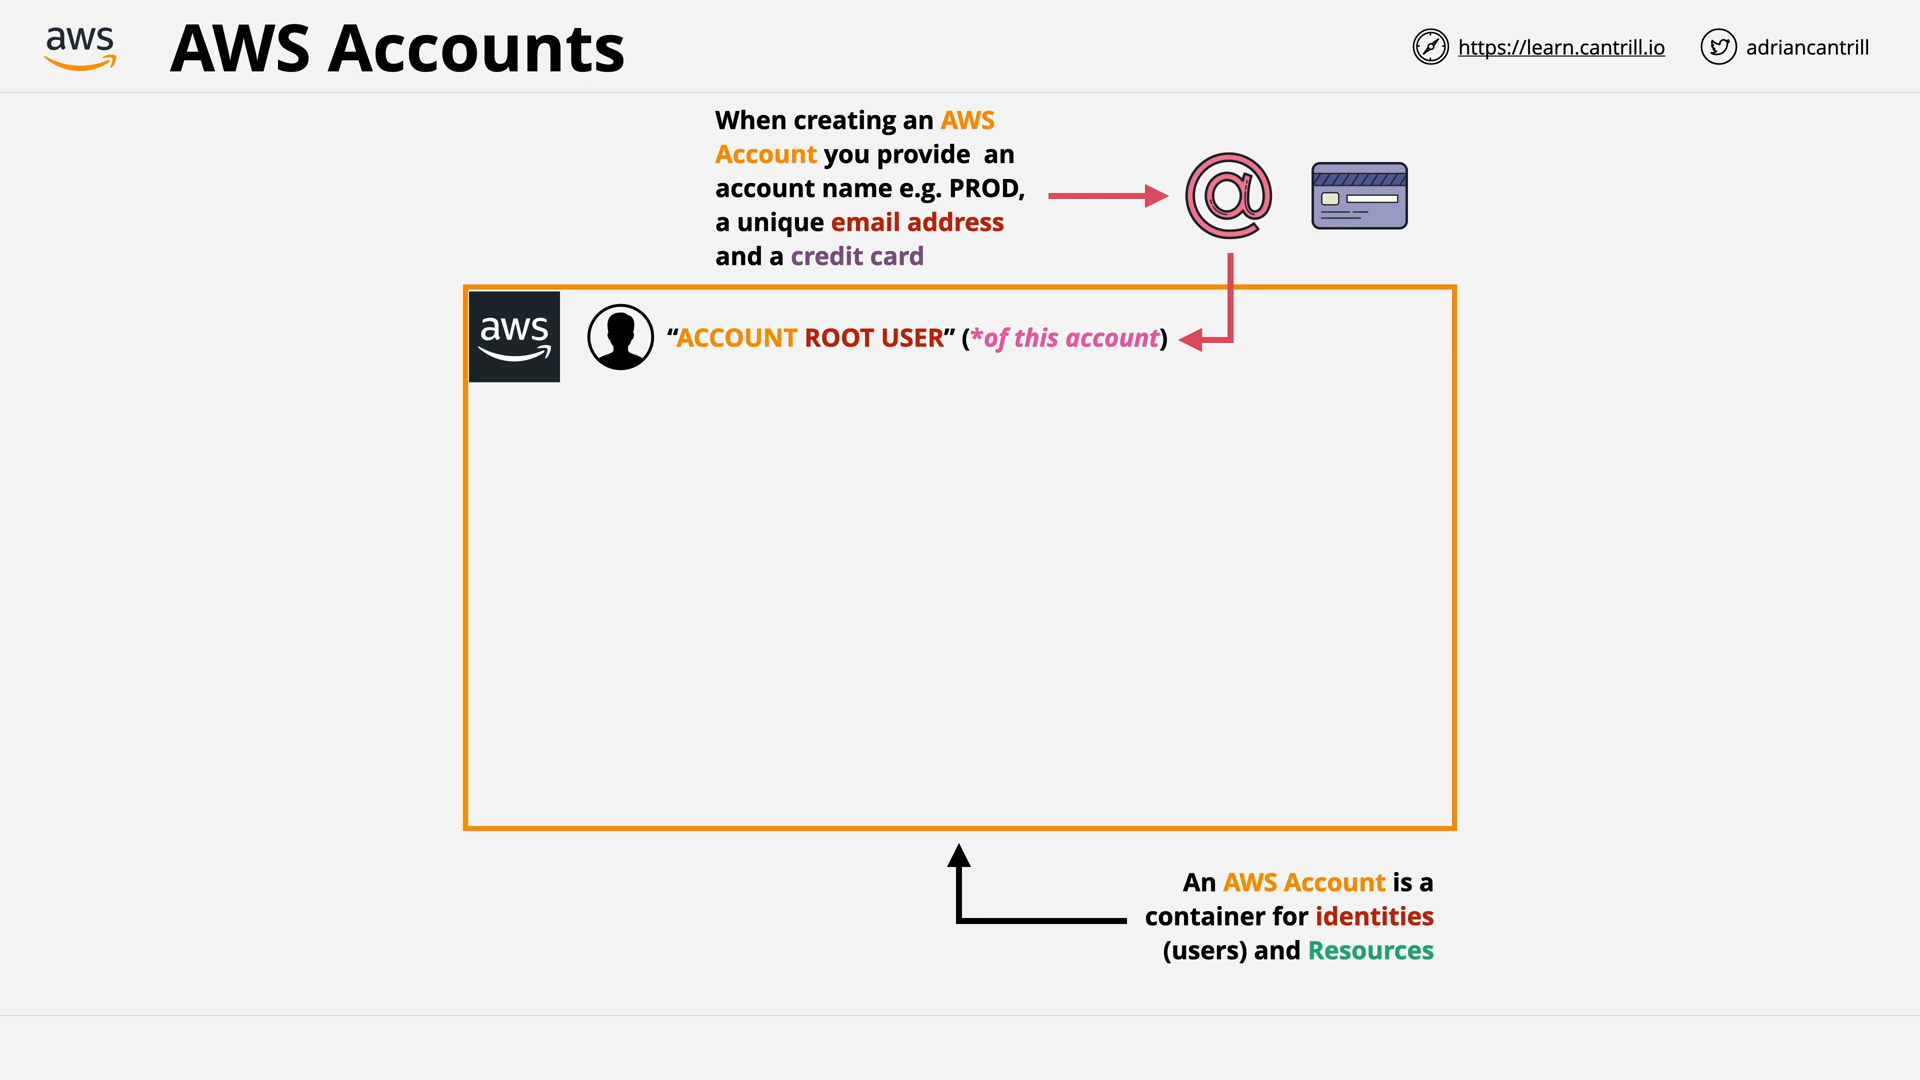 aws
AWS Accounts
https://learn.cantrill.io
adriancantrill
When creating an AWS
Account you provide  an
account name e.g. PROD,
a unique email address
and a credit card
aws
“ACCOUNT ROOT USER” (*of this account)
An AWS Account is a
container for identities
(users) and Resources